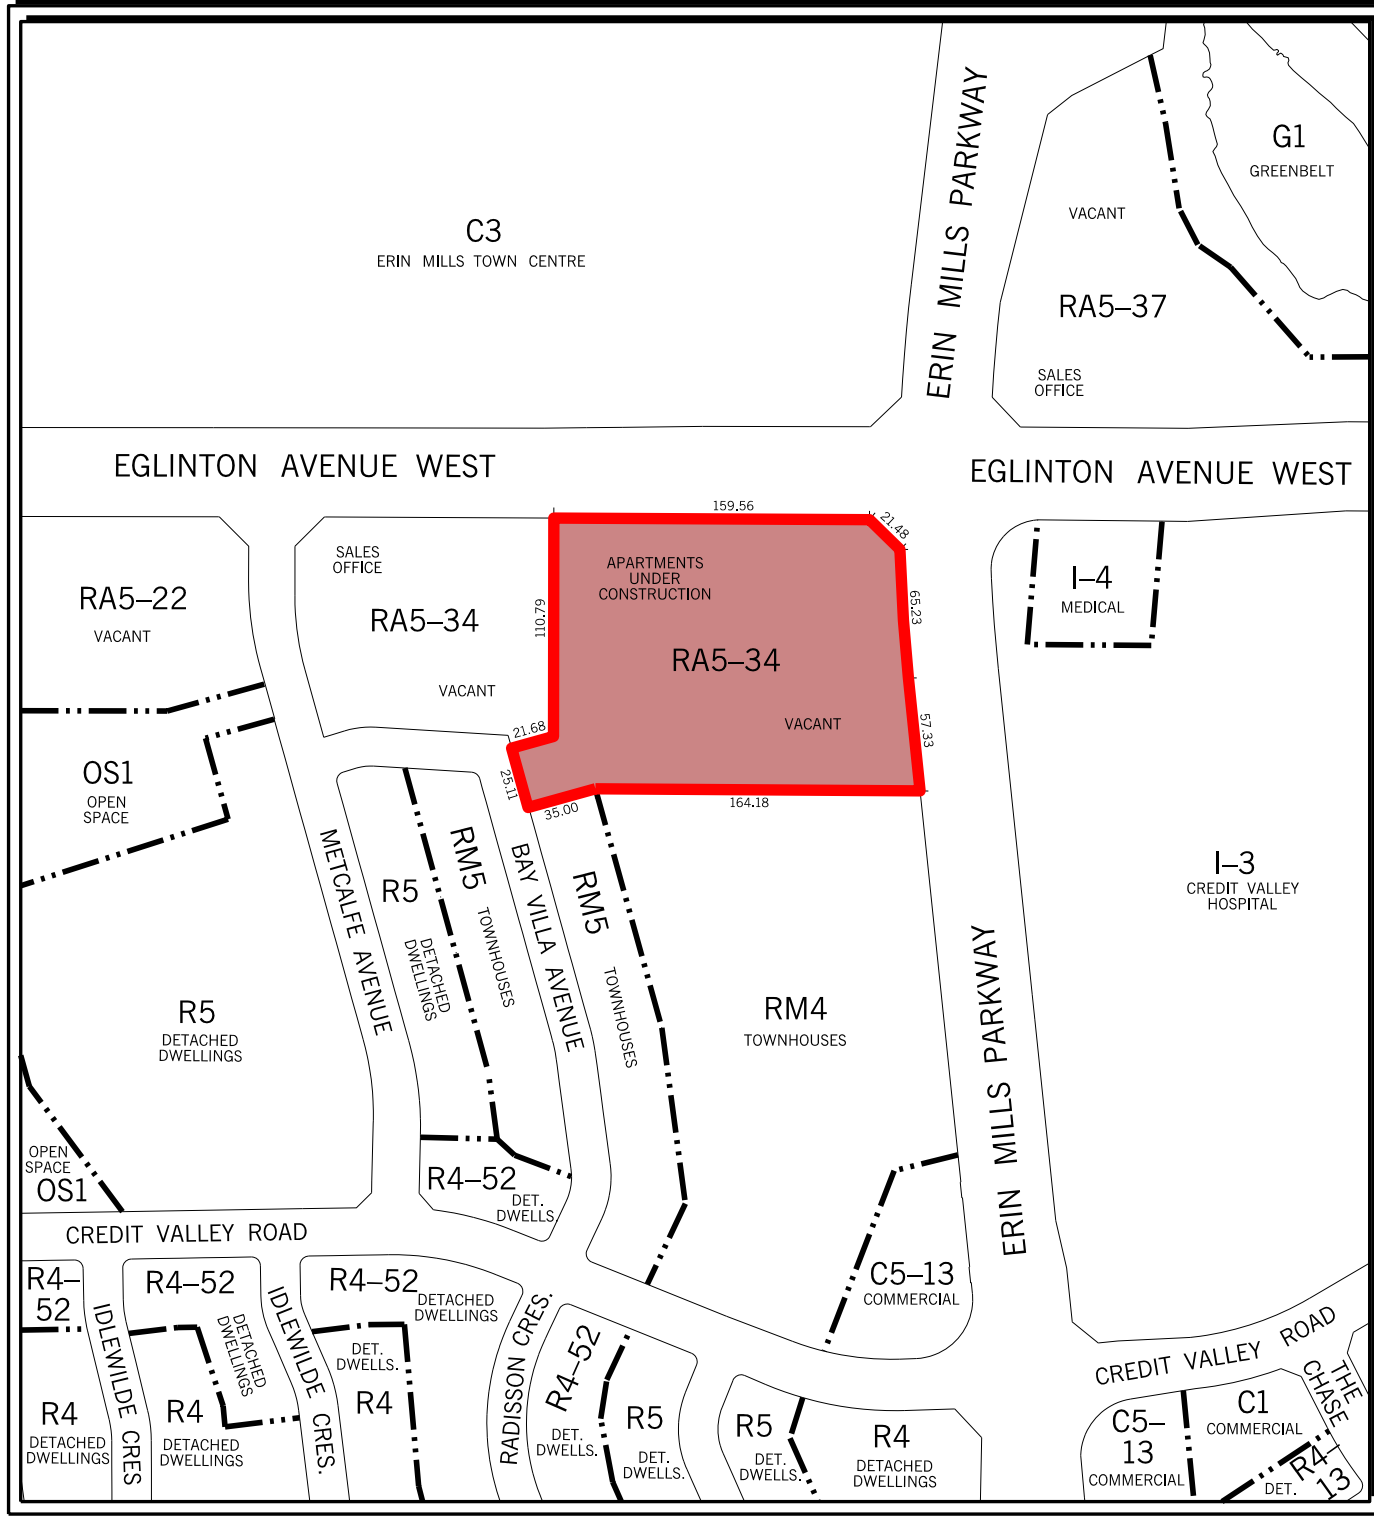 G1
GREENBELT
VACANT
C3
ERIN MILLS TOWN CENTRE
ERIN MILLS PARKWAY
RA5–37
SALES
OFFICE
EGLINTON AVENUE WEST
EGLINTON AVENUE WEST
159.56
21.48
SALES
OFFICE
APARTMENTS
UNDER
CONSTRUCTION
I–4
MEDICAL
RA5–22
VACANT
RA5–34
110.79
65.23
RA5–34
VACANT
VACANT
21.68
57.33
OS1
OPEN
SPACE
25.11
35.00
164.18
METCALFE AVENUE
R5
DETACHED
DWELLINGS
RM5
TOWNHOUSES
BAY VILLA AVENUE
RM5
TOWNHOUSES
I–3
CREDIT VALLEY
HOSPITAL
R5
DETACHED
DWELLINGS
RM4
TOWNHOUSES
ERIN MILLS PARKWAY
OPEN
SPACE
OS1
R4–52
DET.
DWELLS.
CREDIT VALLEY ROAD
R4–
52
R4–52
R4–52
DETACHED
DWELLINGS
C5–13
COMMERCIAL
IDLEWILDE CRES
DETACHED
DWELLINGS
IDLEWILDE CRES.
DET.
DWELLS.
R4
RADISSON CRES.
R4–52
DET.
DWELLS.
CREDIT VALLEY ROAD
THE
CHASE
R4
DETACHED
DWELLINGS
R4
DETACHED
DWELLINGS
R5
DET.
DWELLS.
R5
DET.
DWELLS.
R4
DETACHED
DWELLINGS
C5–
13
COMMERCIAL
C1
COMMERCIAL
R4–
13
DET.